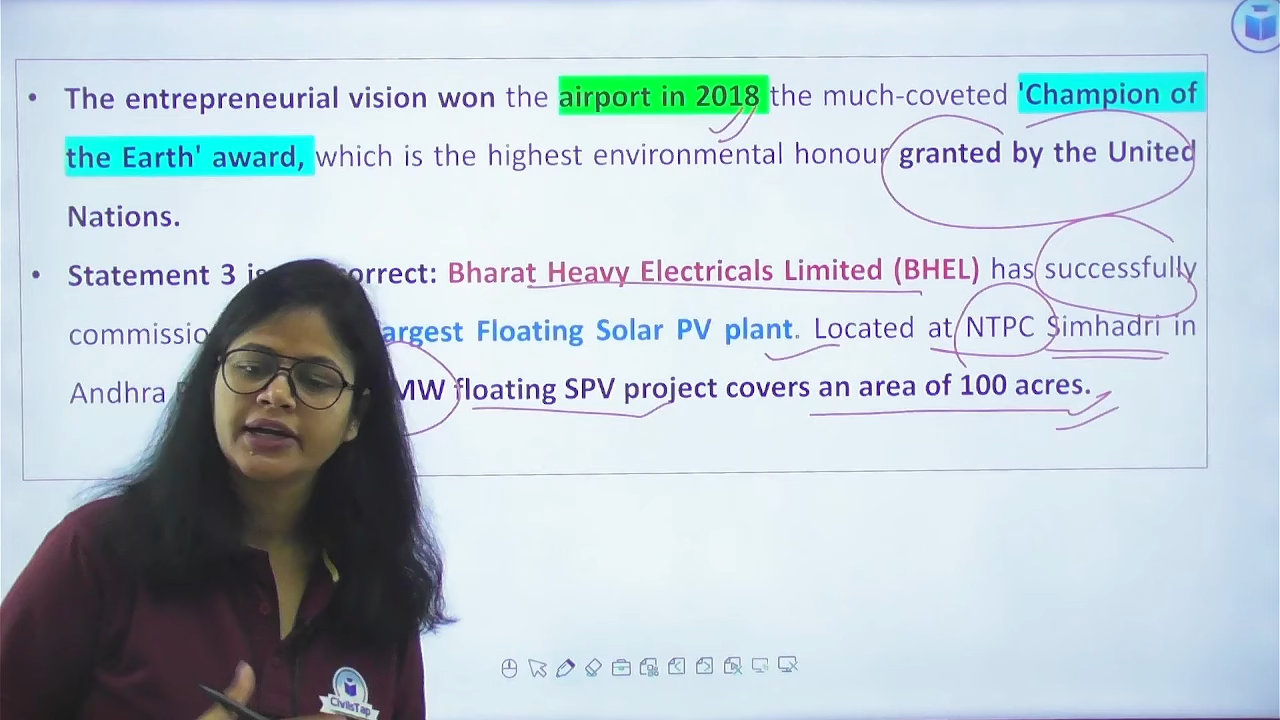 • The entrepreneurial vision won the airport in 2018 the much-coveted 'Champion of
the Earth' award, which is the highest environmental honour granted by the United
Nations.
• Statement 3 orrect: Bharat Heavy Electricals Limited (BHEL) has successfully
commissio argest Floating Solar PV plant. Located at NTPC Simhadri in
Andhra MW floating SPV project covers an area of 100 acres.
CivilsTap